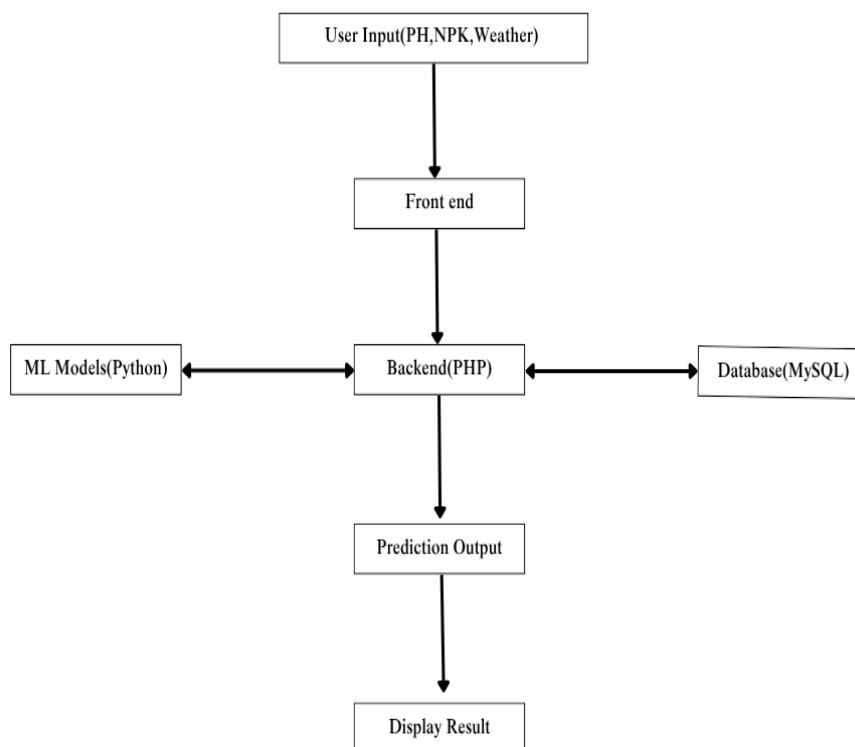 User Input(PH,NPK,Weather)
Front end
ML Models(Python)
Backend(PHP)
Database(MySQL)
Prediction Output
Display Result